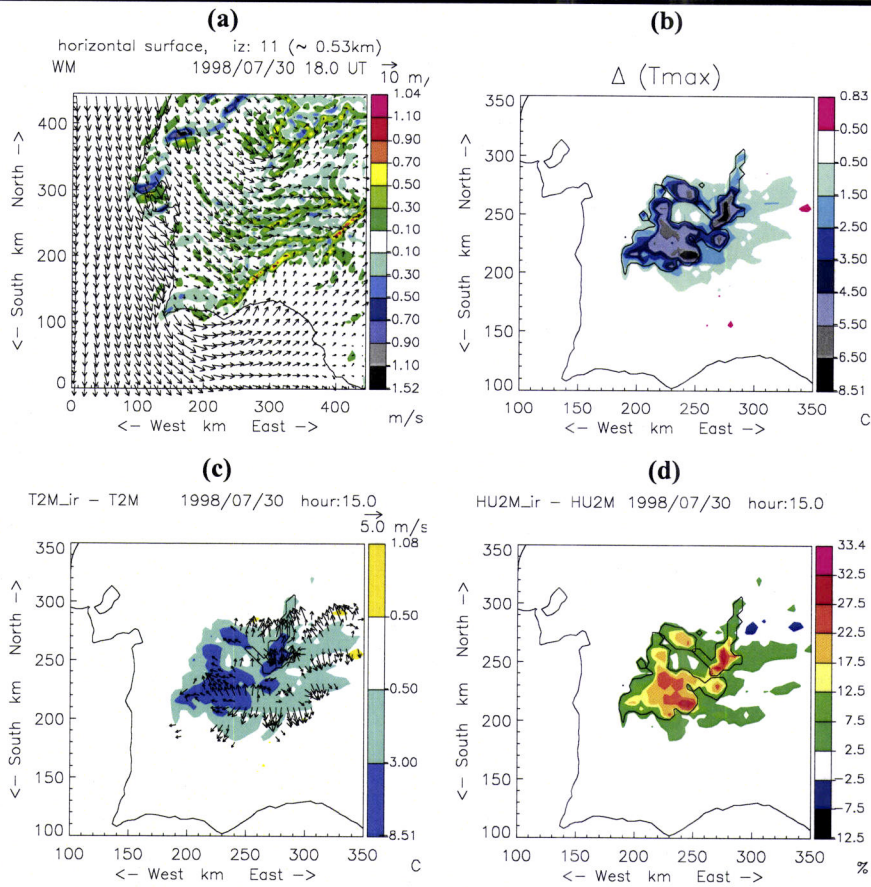 (a)
horizontal surface, iz: 11 (~ 0.53km)
WM 1998/07/30 18.0 UT
10 m/
400
300
200
100
0
<- South km North ->
0 100 200 300 400
<- West km East ->
1.04
0.90
0.70
0.50
0.30
0.10
-0.10
-0.30
-0.50
-0.70
-0.90
-1.10
-1.52
m/s
(b)
Δ (Tmax)
350
300
250
200
150
100
<- South km North ->
100 150 200 250 300 350
<- West km East ->
0.83
0.50
-0.50
-1.50
-2.50
-3.50
-4.50
-5.50
-6.50
-8.51
C
(c)
T2M_ir - T2M 1998/07/30 hour:15.0
5.0 m/s
350
300
250
200
150
100
<- South km North ->
100 150 200 250 300 350
<- West km East ->
1.08
0.50
-0.50
-3.00
-8.51
C
(d)
HU2M_ir - HU2M 1998/07/30 hour:15.0
350
300
250
200
150
100
<- South km North ->
100 150 200 250 300 350
<- West km East ->
33.4
32.5
27.5
22.5
17.5
12.5
7.5
2.5
-2.5
-7.5
-12.5
%